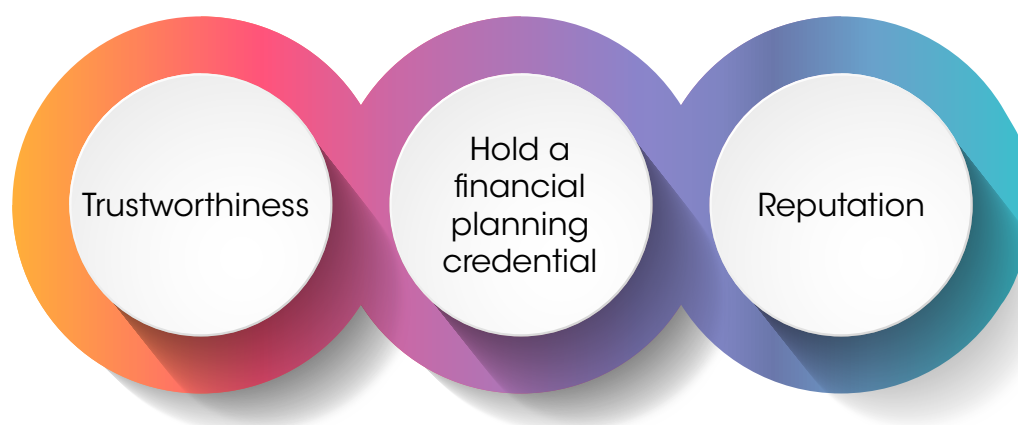 Trustworthiness
Hold a
financial
planning
credential
Reputation